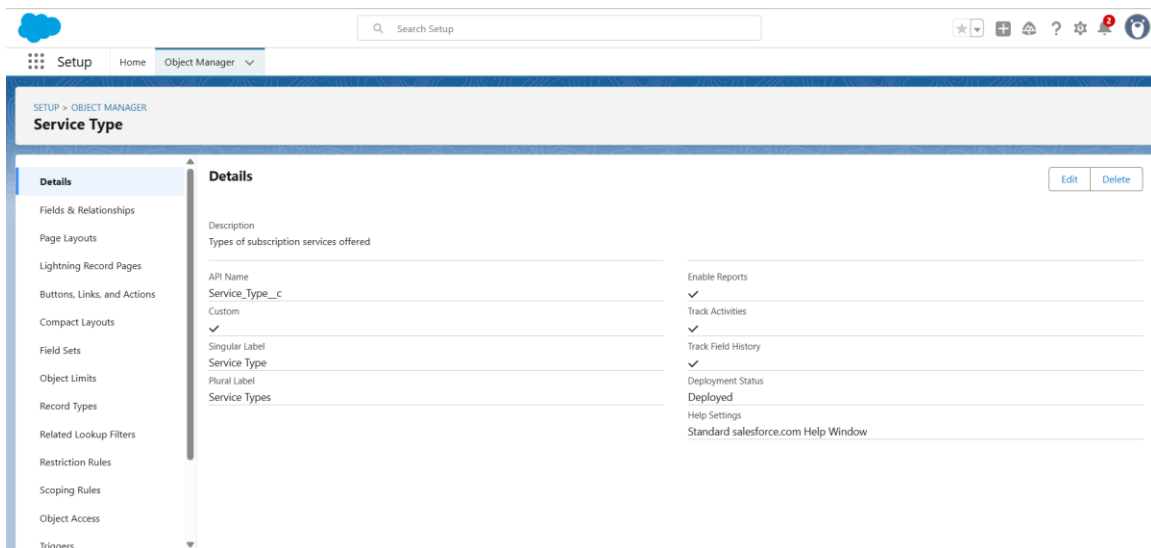 Search Setup
2
Setup
Home
Object Manager
SETUP > OBJECT MANAGER
Service Type
Details
Fields & Relationships
Page Layouts
Lightning Record Pages
Buttons, Links, and Actions
Compact Layouts
Field Sets
Object Limits
Record Types
Related Lookup Filters
Restriction Rules
Scoping Rules
Object Access
Triggers
Details
Edit
Delete
Description
Types of subscription services offered
API Name
Service_Type__c
Custom
Singular Label
Service Type
Plural Label
Service Types
Enable Reports
Track Activities
Track Field History
Deployment Status
Deployed
Help Settings
Standard salesforce.com Help Window